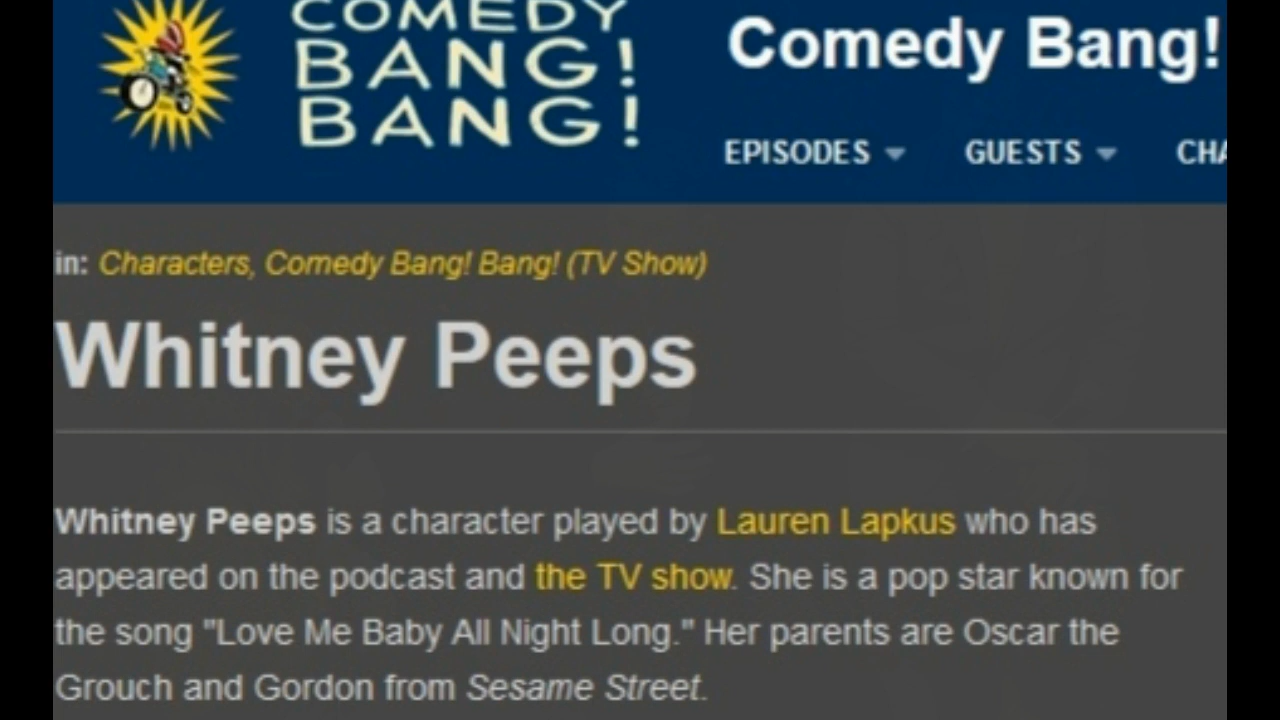 COMEDY
BANG!
BANG!
Comedy Bang!
EPISODES GUESTS
in: Characters, Comedy Bang! Bang! (TV Show)
Whitney Peeps
Whitney Peeps is a character played by Lauren Lapkus who has
appeared on the podcast and the TV show. She is a pop star known for
the song "Love Me Baby All Night Long." Her parents are Oscar the
Grouch and Gordon from Sesame Street.